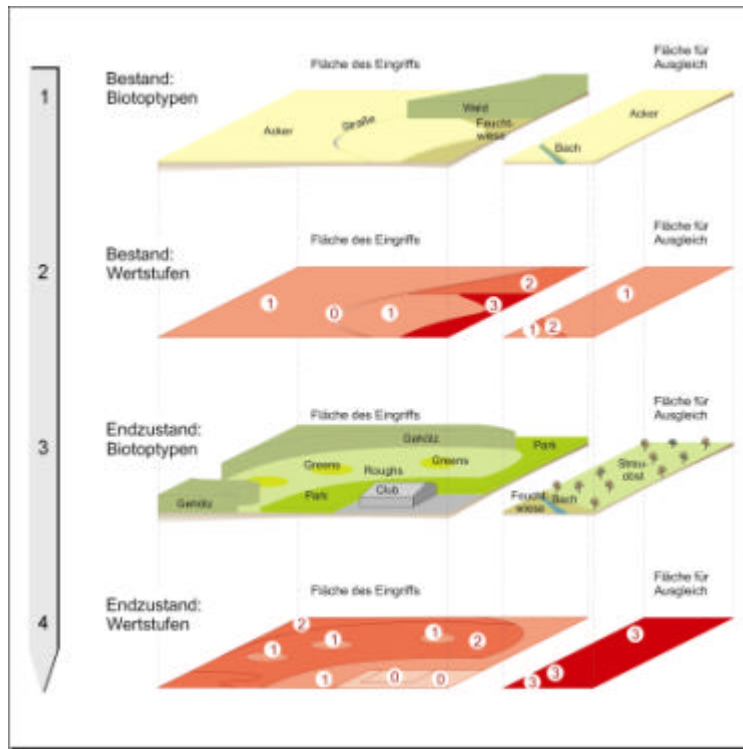 1
Bestand:
Biotoptypen
Fläche des Eingriffs
Fläche für
Ausgleich
Acker
Straße
Wald
Feucht-
wiese
Acker
Bach
2
Bestand:
Wertstufen
Fläche des Eingriffs
Fläche für
Ausgleich
1
0
1
2
3
1
1
2
3
Endzustand:
Biotoptypen
Fläche des Eingriffs
Fläche für
Ausgleich
Gehölz
Park
Greens
Greens
Roughs
Club
Park
Gehölz
Streu-
obst
Feucht-
wiese
Bach
4
Endzustand:
Wertstufen
Fläche des Eingriffs
Fläche für
Ausgleich
2
1
1
1
2
1
0
0
3
3
3